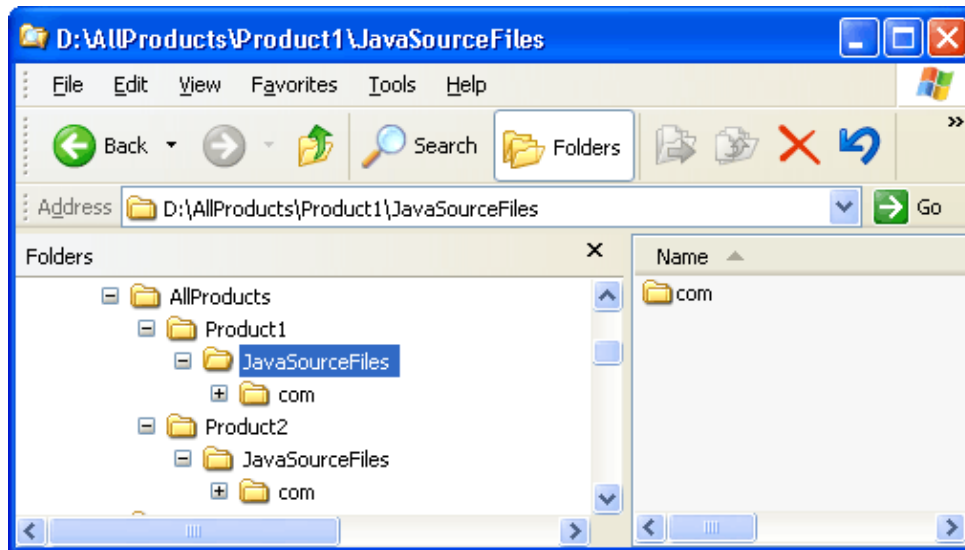 D:\AllProducts\Product1\JavaSourceFiles
File Edit View Favorites Tools Help
Back Search Folders »
Address D:\AllProducts\Product1\JavaSourceFiles Go
Folders
AllProducts
Product1
JavaSourceFiles
com
Product2
JavaSourceFiles
com
Name
com